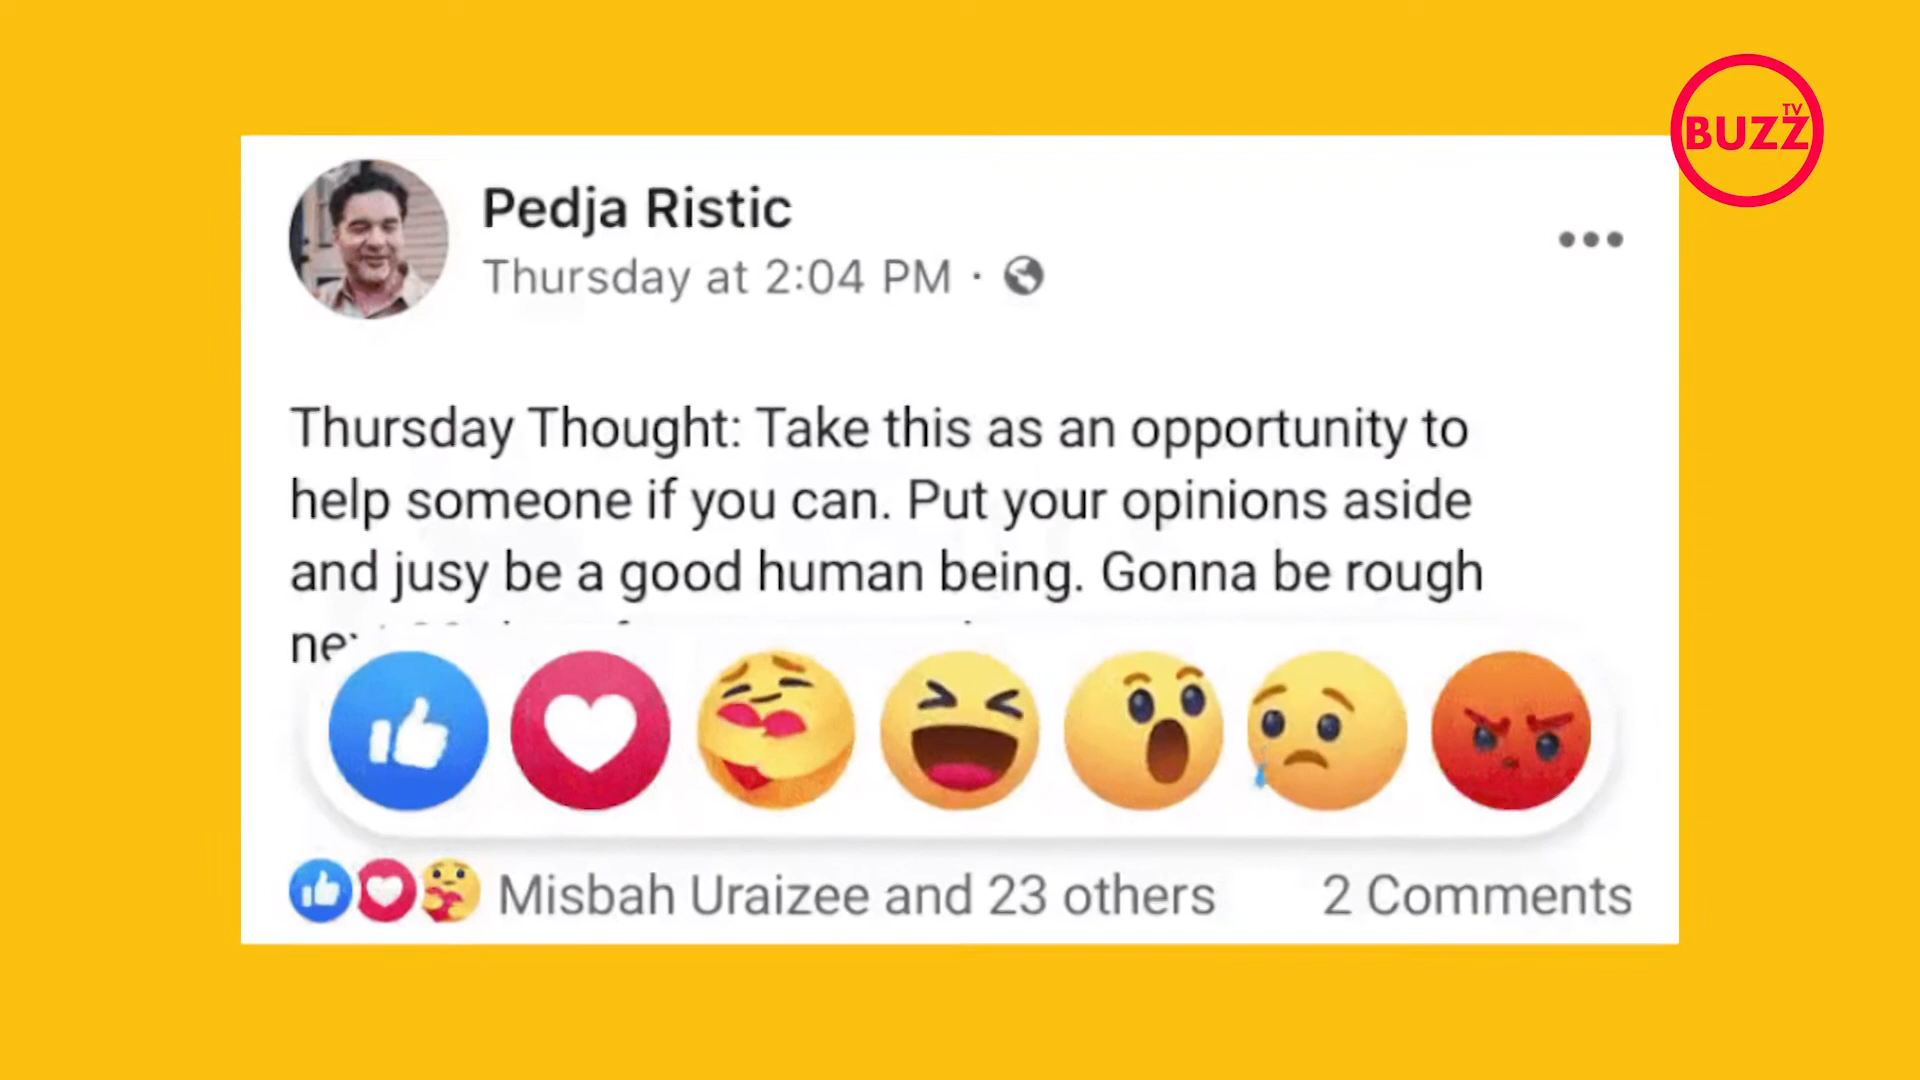 TV
BUZZ
Pedja Ristic
Thursday at 2:04 PM ·
Thursday Thought: Take this as an opportunity to
help someone if you can. Put your opinions aside
and jusy be a good human being. Gonna be rough
Misbah Uraizee and 23 others
2 Comments